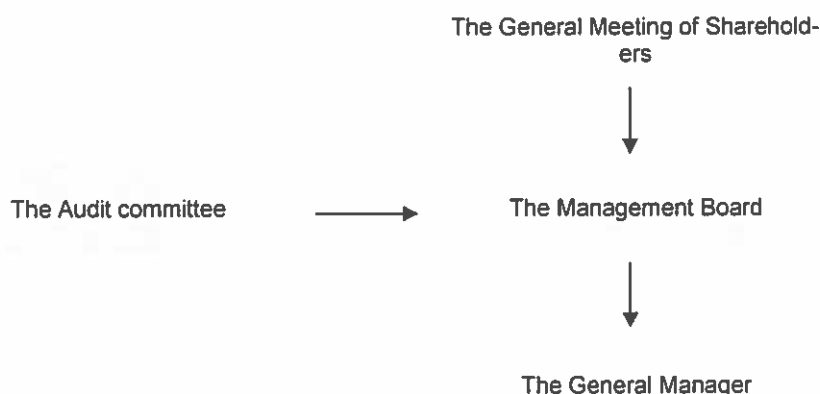 The General Meeting of Sharehold-
ers
The Audit committee
The Management Board
The General Manager